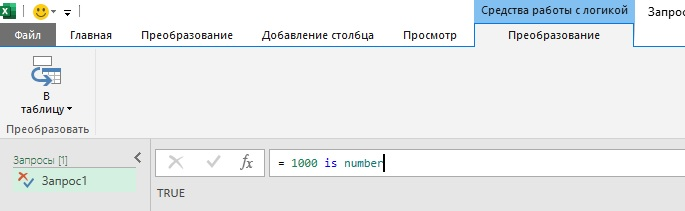 Средства работы с логикой
Запрос
Файл Главная Преобразование Добавление столбца Просмотр Преобразование
В
таблицу
Преобразовать
Запросы [1]
Запрос1
fx
= 1000 is number
TRUE